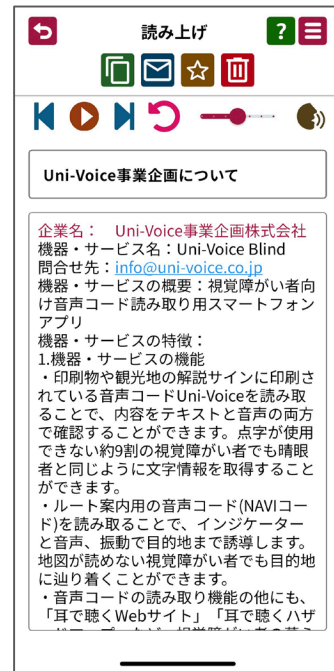 読み上げ
?
Uni-Voice事業企画について
企業名： Uni-Voice事業企画株式会社
機器・サービス名：Uni-Voice Blind
問合せ先：info@uni-voice.co.jp
機器・サービスの概要：視覚障がい者向
け音声コード読み取り用スマートフォン
アプリ
機器・サービスの特徴：
1.機器・サービスの機能
・印刷物や観光地の解説サインに印刷さ
れている音声コードUni-Voiceを読み取
ることで、内容をテキストと音声の両方
で確認することができます。点字が使用
できない約9割の視覚障がい者でも晴眼
者と同じように文字情報を取得すること
ができます。
・ルート案内用の音声コード(NAVIコー
ド)を読み取ることで、インジケーター
と音声、振動で目的地まで誘導します。
地図が読めない視覚障がい者でも目的地
に辿り着くことができます。
・音声コードの読み取り機能の他にも、
「耳で聴くWebサイト」「耳で聴くハザ